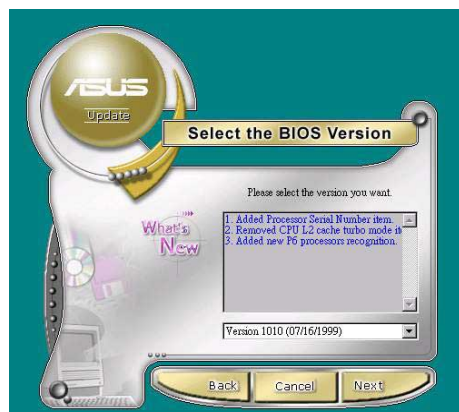 ASUS
Update
Select the BIOS Version
Please select the version you want.
What's
New
1. Added Processor Serial Number item.
2. Removed CPU L2 cache turbo mode it
3. Added new P6 processors recognition.
Version 1010 (07/16/1999)
Back
Cancel
Next